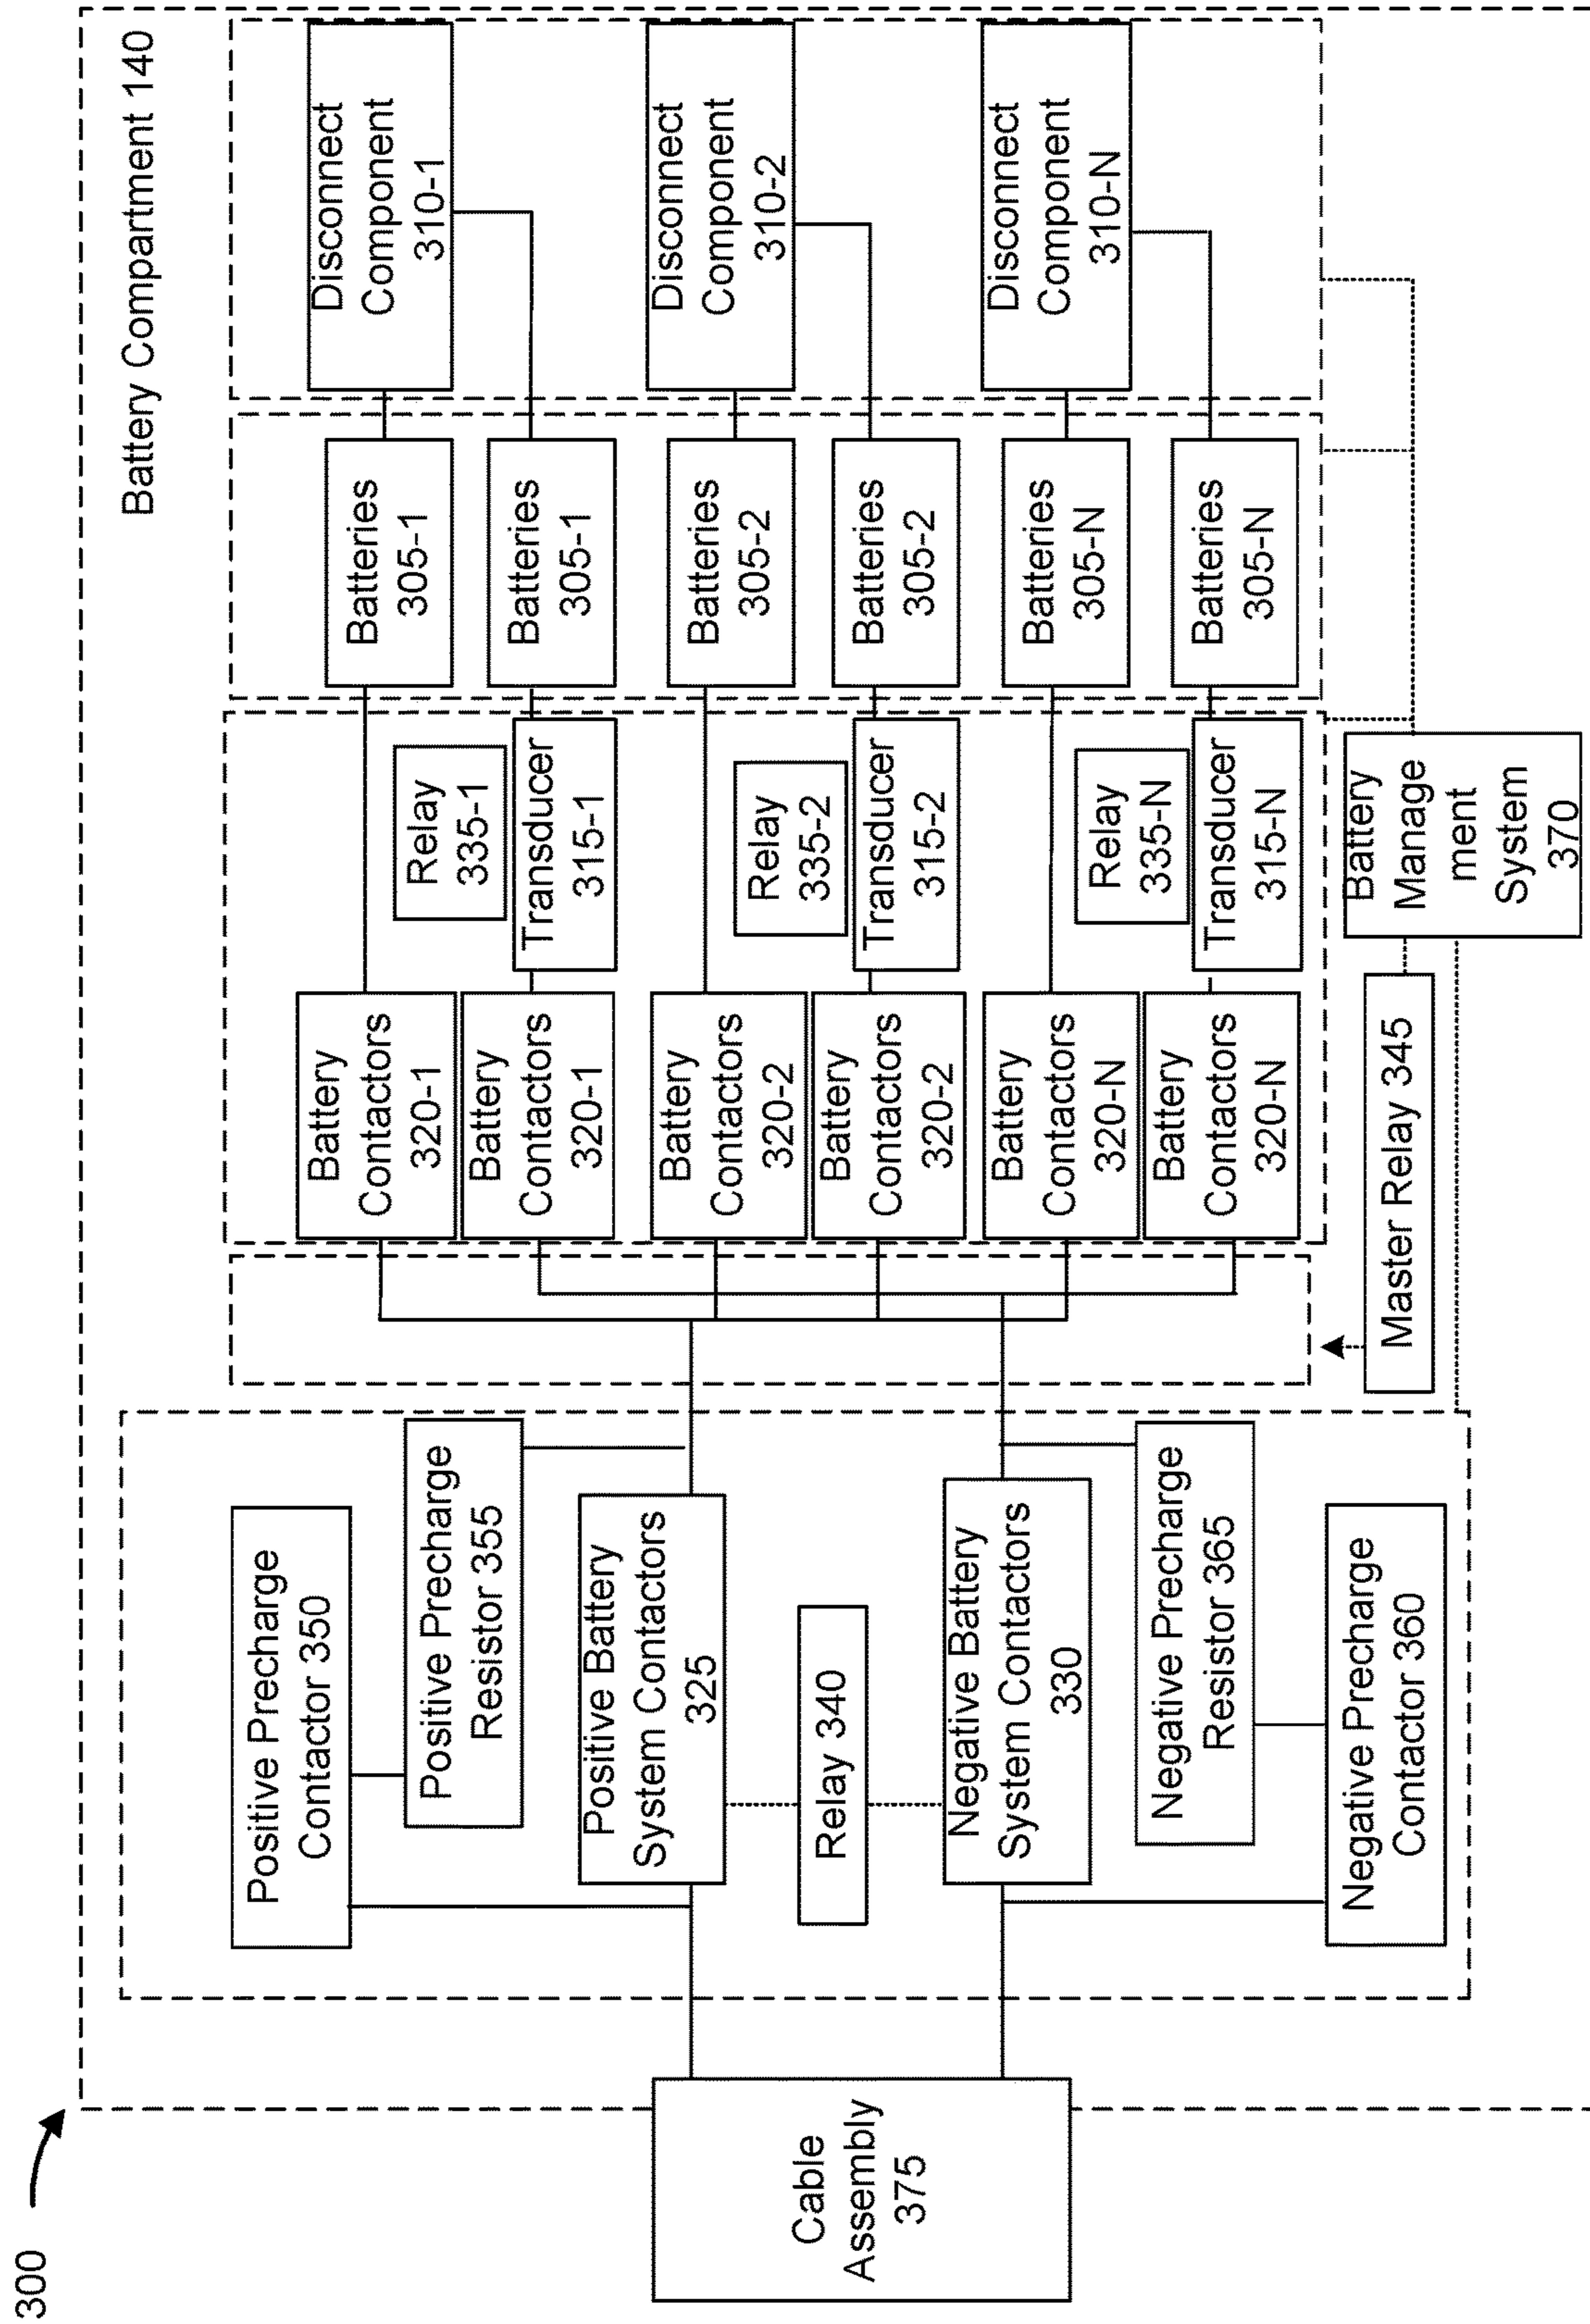 300
Battery Compartment 140
Cable
Assembly
375
Positive Precharge
Contactor 350
Positive Precharge
Resistor 355
Positive Battery
System Contactors
325
Relay 340
Negative Battery
System Contactors
330
Negative Precharge
Resistor 365
Negative Precharge
Contactor 360
Battery
Contactors
320-1
Battery
Contactors
320-1
Battery
Contactors
320-2
Battery
Contactors
320-2
Battery
Contactors
320-N
Battery
Contactors
320-N
Master Relay 345
Relay
335-1
Transducer
315-1
Relay
335-2
Transducer
315-2
Relay
335-N
Transducer
315-N
Battery
Manage
ment
System
370
Batteries
305-1
Batteries
305-1
Batteries
305-2
Batteries
305-2
Batteries
305-N
Batteries
305-N
Disconnect
Component
310-1
Disconnect
Component
310-2
Disconnect
Component
310-N